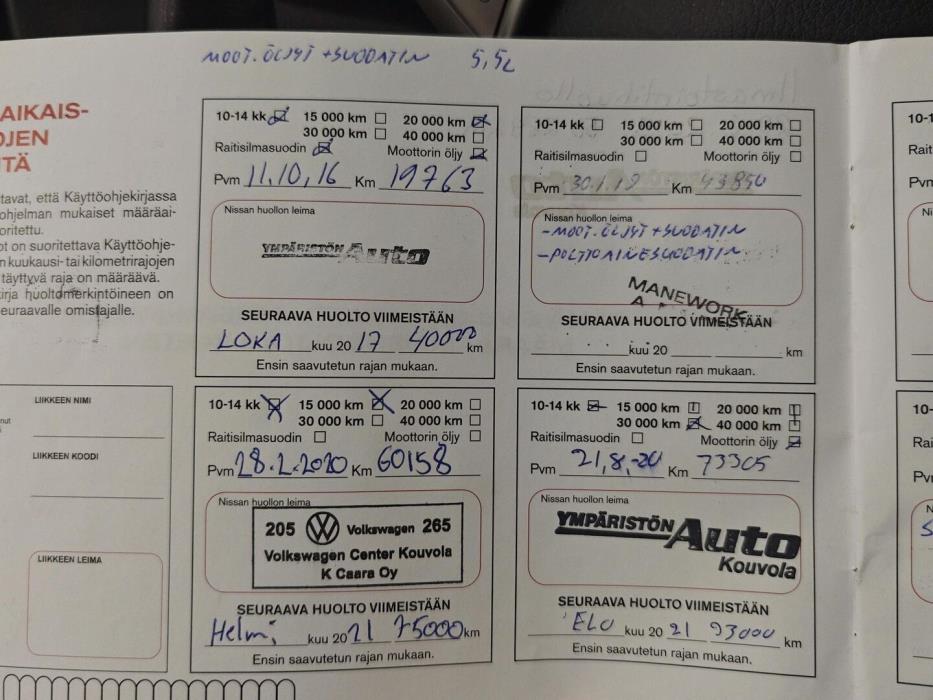 MOOT. ÖLJYT + SUODATIN 5,5L
AIKAIS-
OJEN
TÄ
tavat, että Käyttöohjekirjassa
ohjelman mukaiset määräai-
oritettu.
ot on suoritettava Käyttöohje-
n kuukausi- tai kilometrirajojen
täyttyvä raja on määräävä.
irja huoltomerkintöineen on
euraavalle omistajalle.
LIIKKEEN NIMI
LIIKKEEN KOODI
LIIKKEEN LEIMA
10-14 kk 15 000 km 20 000 km
30 000 km 40 000 km
Raitisilmasuodin Moottorin öljy
Pvm 11.10,16 Km 19763
Nissan huollon leima
YMPÄRISTÖN Auto
SEURAAVA HUOLTO VIIMEISTÄÄN
LOKA kuu 20 17 40000 km
Ensin saavutetun rajan mukaan.
10-14 kk 15 000 km 20 000 km
30 000 km 40 000 km
Raitisilmasuodin Moottorin öljy
Pvm Km
Nissan huollon leima
- MOOT. ÖLJYT + SUODATIN
- POLTTOAINESUODATIN
MANEWORK
SEURAAVA HUOLTO VIIMEISTÄÄN
kuu 20 km
Ensin saavutetun rajan mukaan.
10-14 kk 15 000 km 20 000 km
30 000 km 40 000 km
Raitisilmasuodin Moottorin öljy
Pvm 28.2.2020 Km 60158
Nissan huollon leima
205 Volkswagen 265
Volkswagen Center Kouvola
K Caara Oy
SEURAAVA HUOLTO VIIMEISTÄÄN
Helmi kuu 20 21 75000 km
Ensin saavutetun rajan mukaan.
10-14 kk 15 000 km 20 000 km
30 000 km 40 000 km
Raitisilmasuodin Moottorin öljy
Pvm 21,8,-20 Km 73305
Nissan huollon leima
YMPÄRISTÖN Auto
Kouvola
SEURAAVA HUOLTO VIIMEISTÄÄN
ELO kuu 20 21 93000 km
Ensin saavutetun rajan mukaan.